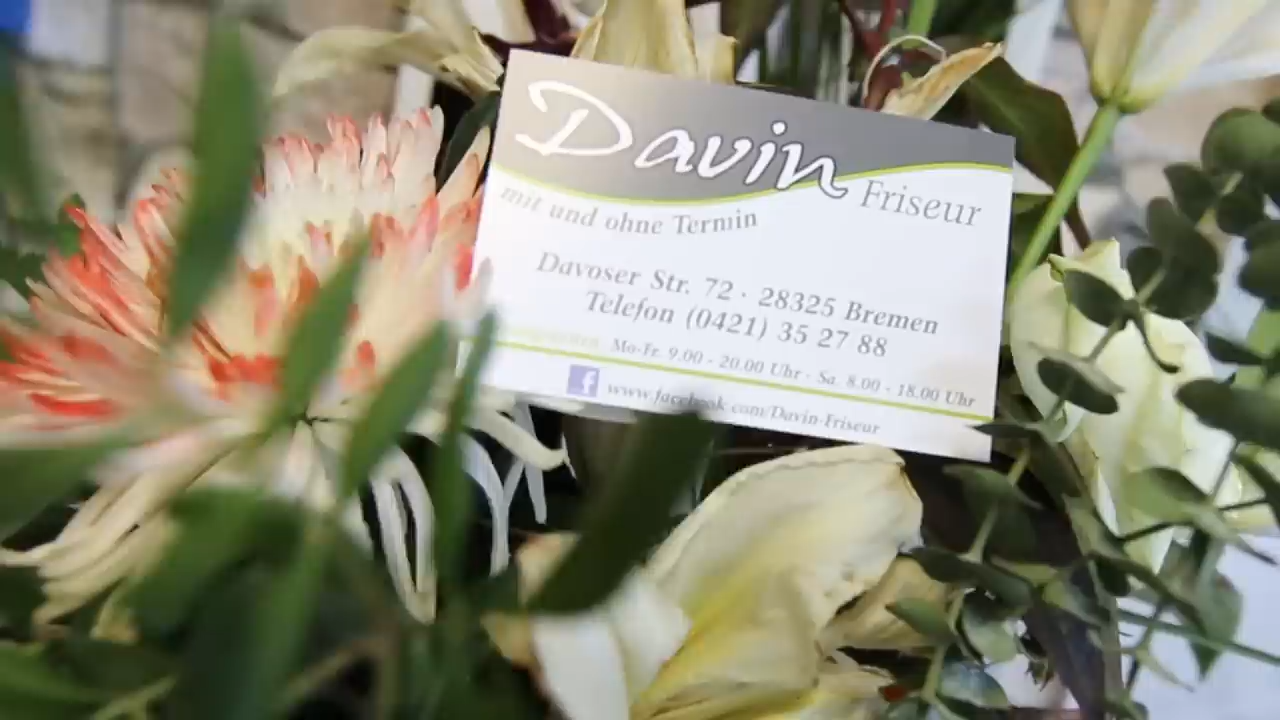 Davin Friseur
mit und ohne Termin
Davoser Str. 72 · 28325 Bremen
Telefon (0421) 35 27 88
Mo-Fr. 9.00 - 20.00 Uhr · Sa. 8.00 - 18.00 Uhr
f www.facebook.com/Davin-Friseur